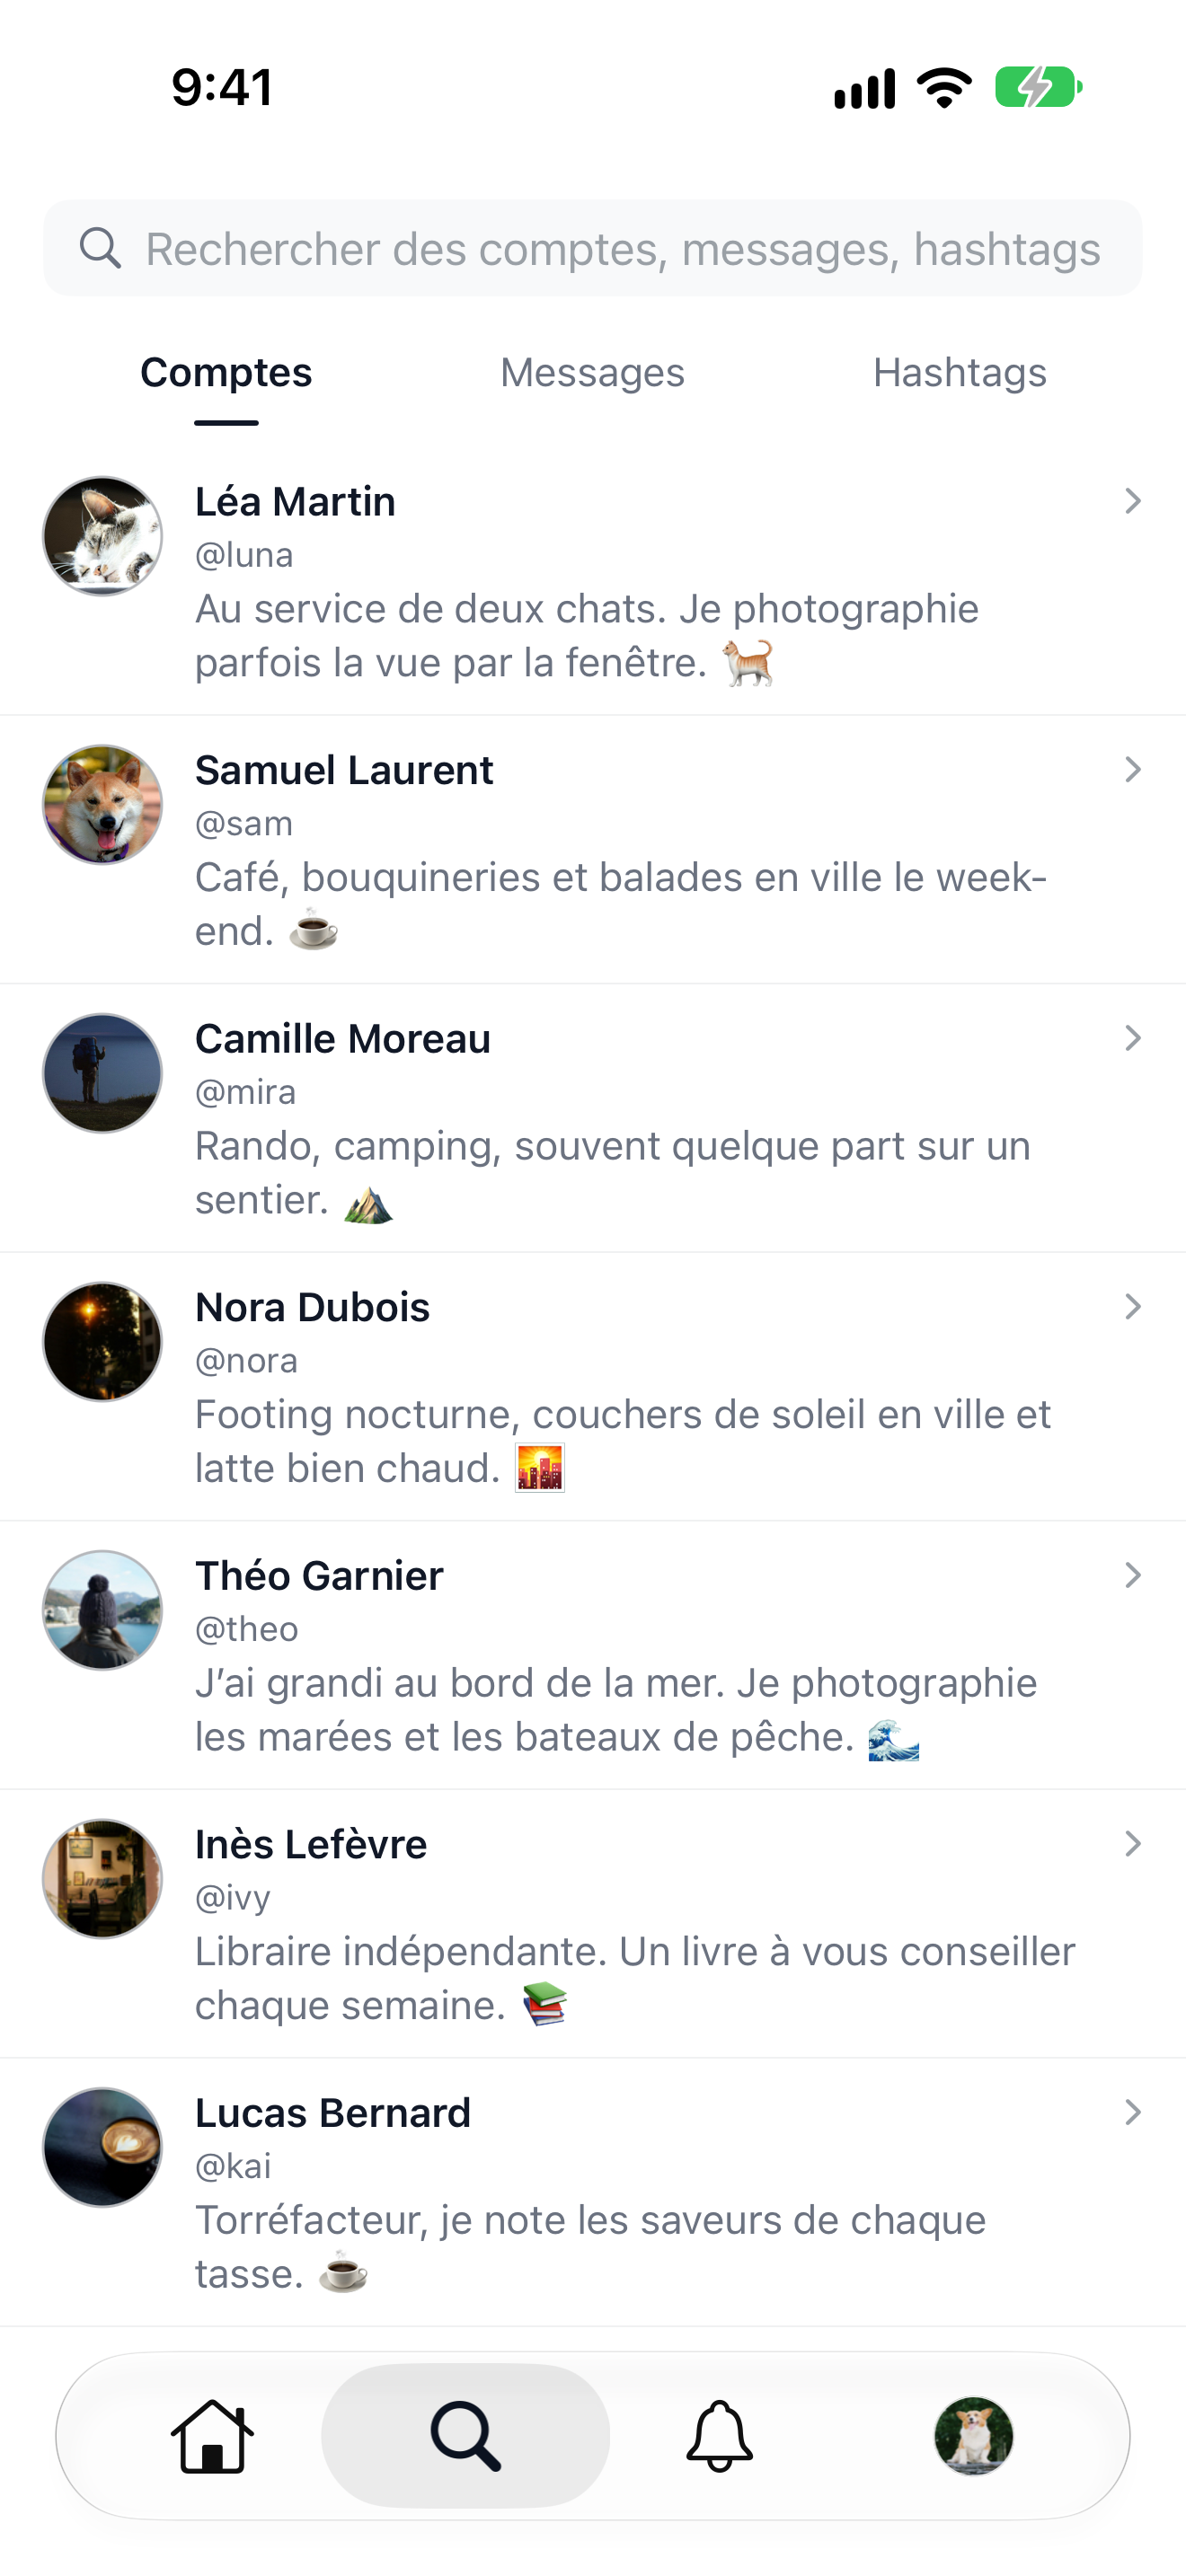 9:41
Rechercher des comptes, messages, hashtags
Comptes
Messages
Hashtags
Léa Martin
@luna
Au service de deux chats. Je photographie
parfois la vue par la fenêtre. 🐈
Samuel Laurent
@sam
Café, bouquineries et balades en ville le week-
end. ☕
Camille Moreau
@mira
Rando, camping, souvent quelque part sur un
sentier. ⛰️
Nora Dubois
@nora
Footing nocturne, couchers de soleil en ville et
latte bien chaud. 🌇
Théo Garnier
@theo
J’ai grandi au bord de la mer. Je photographie
les marées et les bateaux de pêche. 🌊
Inès Lefèvre
@ivy
Libraire indépendante. Un livre à vous conseiller
chaque semaine. 📚
Lucas Bernard
@kai
Torréfacteur, je note les saveurs de chaque
tasse. ☕